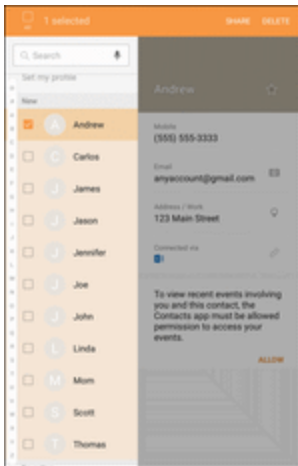 1 selected
SHARE DELETE
All
Search
Set my profile
New
A Andrew
C Carlos
J James
J Jason
J Jennifer
J Joe
J John
L Linda
M Mom
S Scott
T Thomas
Andrew
Mobile
(555) 555-3333
Email
anyaccount@gmail.com
Address / Work
123 Main Street
Connected via
To view recent events involving
you and this contact, the
Contacts app must be allowed
permission to access your
events.
ALLOW